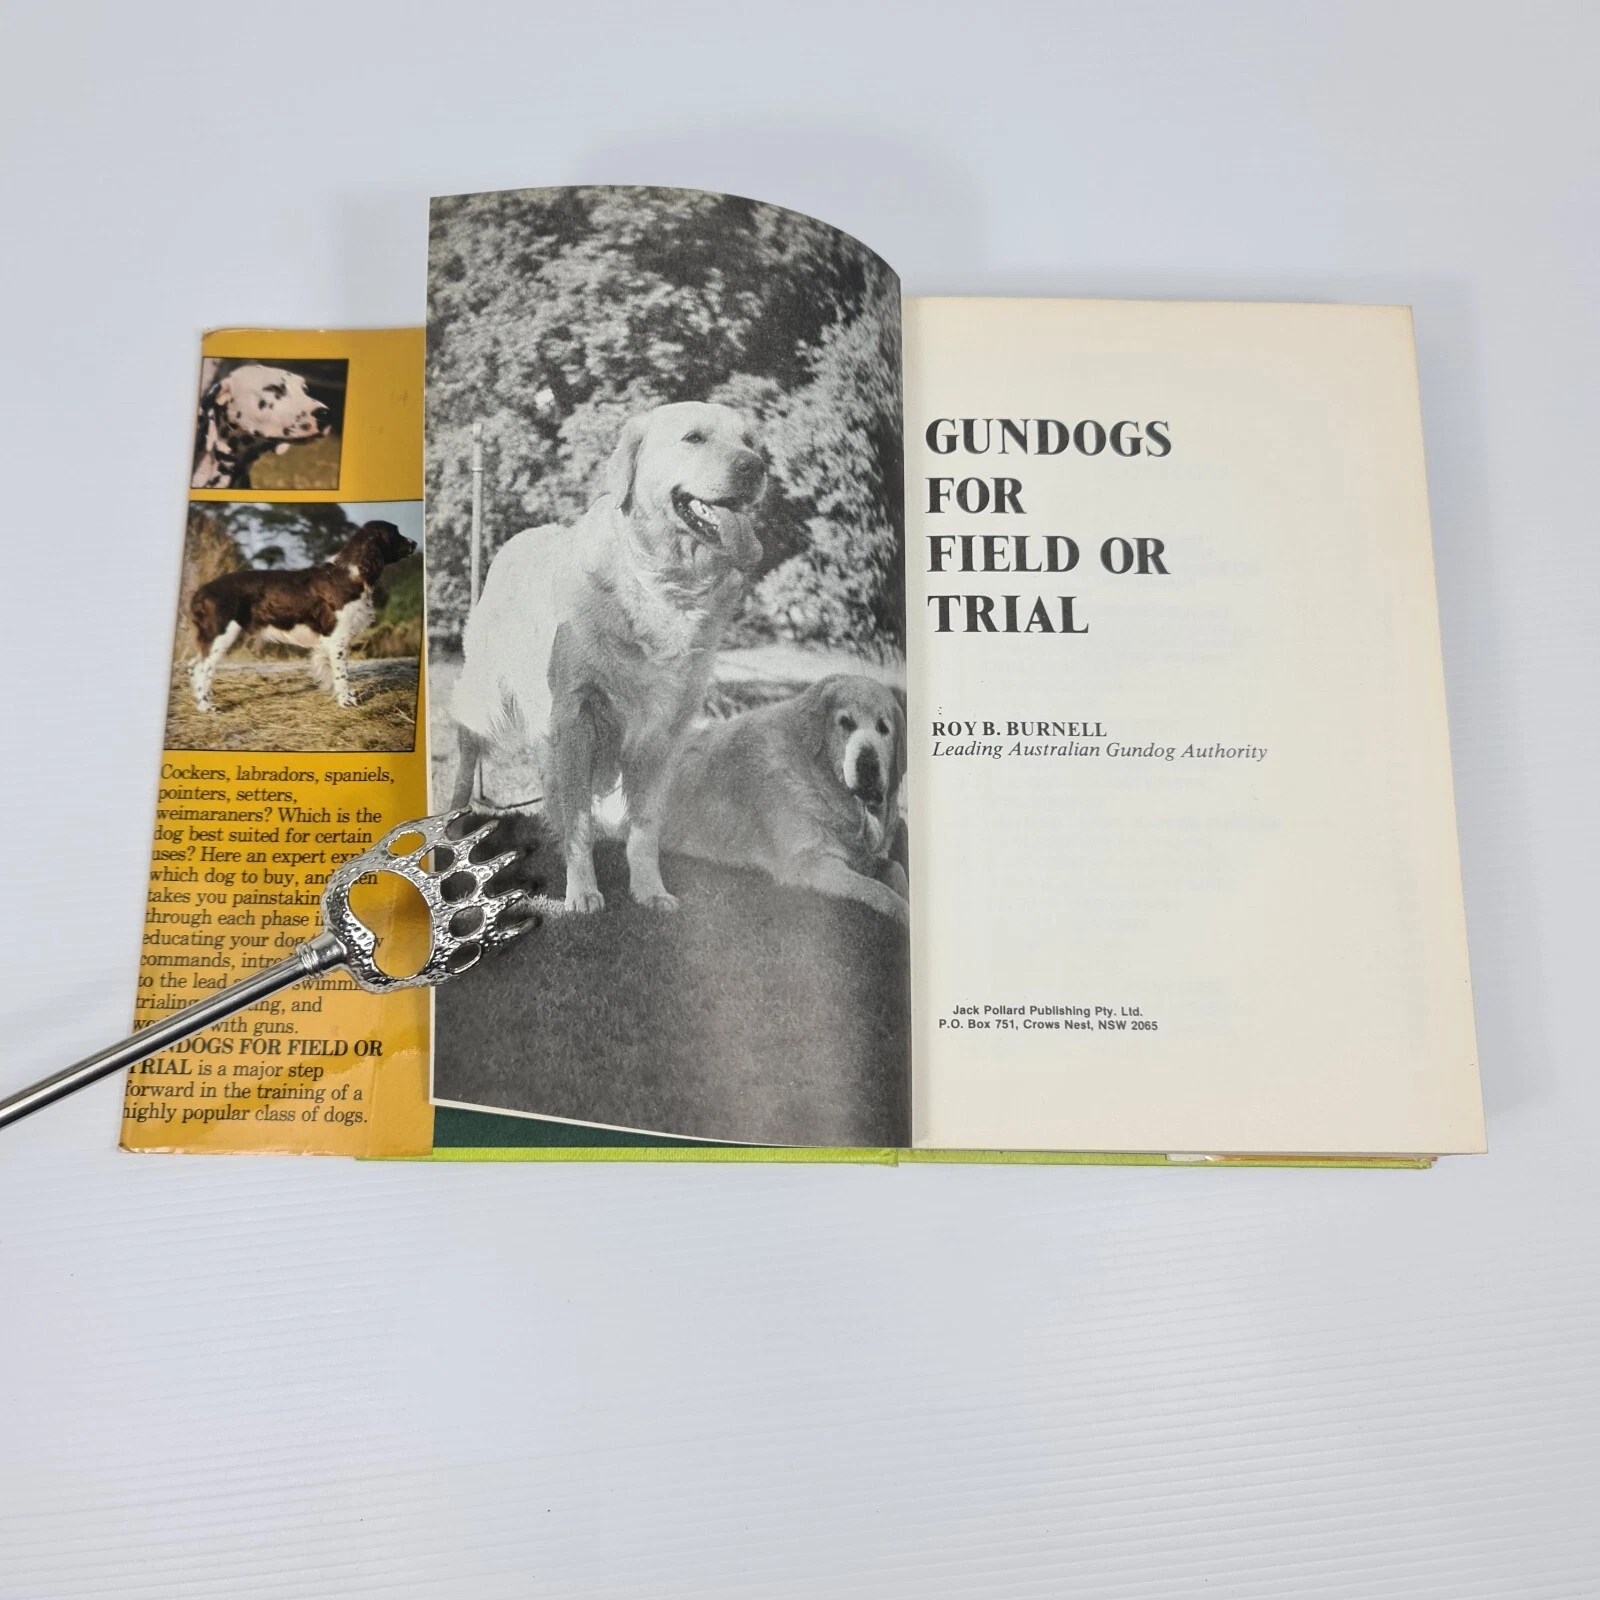 Cockers, labradors, spaniels,
pointers, setters,
weimaraners? Which is the
dog best suited for certain
uses? Here an expert
which dog to buy, and
takes you
through each phase
educating your dog
commands,
to the lead
trialing, and
with guns.
FOR FIELD OR
TRIAL is a major step
forward in the training of a
highly popular class of dogs.
GUNDOGS
FOR
FIELD OR
TRIAL
ROY B. BURNELL
Leading Australian Gundog Authority
Jack Pollard Publishing Pty. Ltd.
P.O. Box 751, Crows Nest, NSW 2065